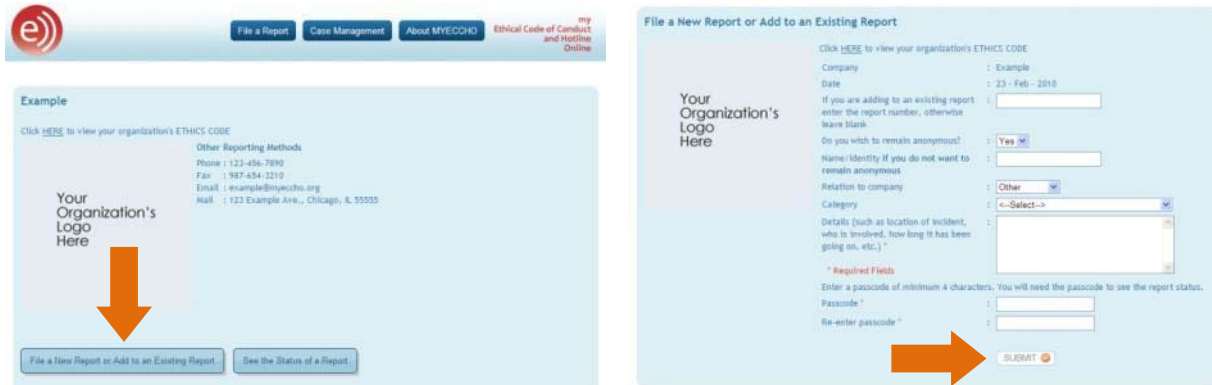 e))
File a Report
Case Management
About MYECCHO
my
Ethical Code of Conduct
and Hotline
Online
Example
Click HERE to view your organization's ETHICS CODE
Your
Organization's
Logo
Here
Other Reporting Methods
Phone : 123-456-7890
Fax : 987-654-3210
Email : example@myeccho.org
Mail : 123 Example Ave., Chicago, IL 55555
File a New Report or Add to an Existing Report
See the Status of a Report
File a New Report or Add to an Existing Report
Your
Organization's
Logo
Here
Click HERE to view your organization's ETHICS CODE
Company : Example
Date : 23 - Feb - 2010
If you are adding to an existing report :
enter the report number, otherwise
leave blank
Do you wish to remain anonymous? : Yes
Name/Identity if you do not want to :
remain anonymous
Relation to company : Other
Category : <--Select-->
Details (such as location of incident, :
who is involved, how long it has been
going on, etc.) *
* Required Fields
Enter a passcode of minimum 4 characters. You will need the passcode to see the report status.
Passcode * :
Re-enter passcode * :
SUBMIT